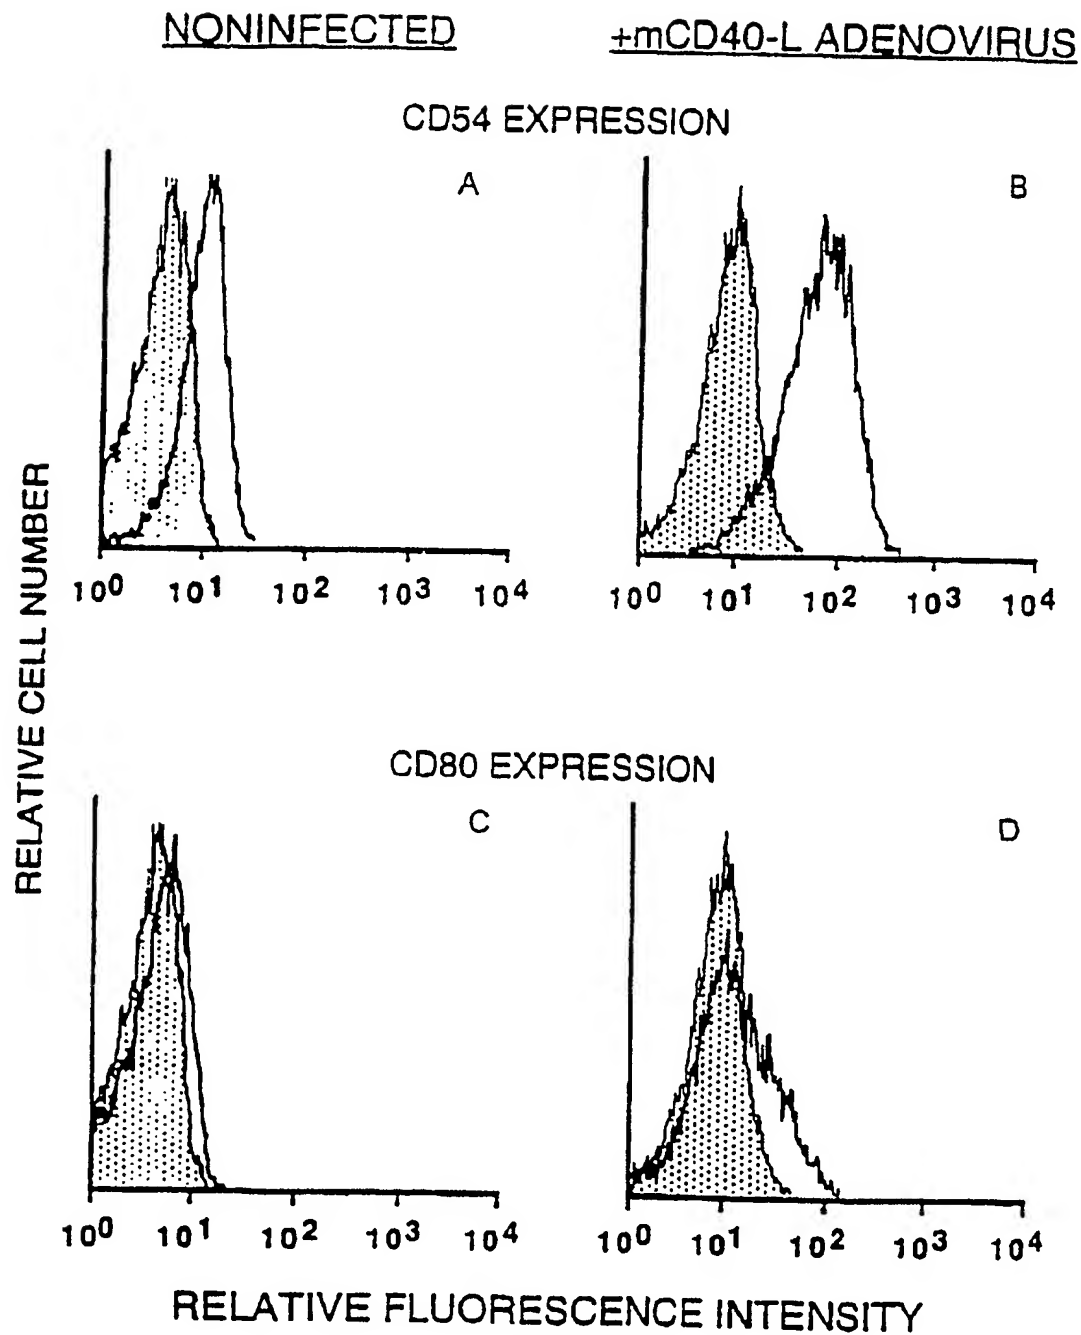 NONINFECTED
+mCD40-L ADENOVIRUS
CD54 EXPRESSION
A
B
10⁰ 10¹ 10² 10³ 10⁴
10⁰ 10¹ 10² 10³ 10⁴
RELATIVE CELL NUMBER
CD80 EXPRESSION
C
D
10⁰ 10¹ 10² 10³ 10⁴
10⁰ 10¹ 10² 10³ 10⁴
RELATIVE FLUORESCENCE INTENSITY